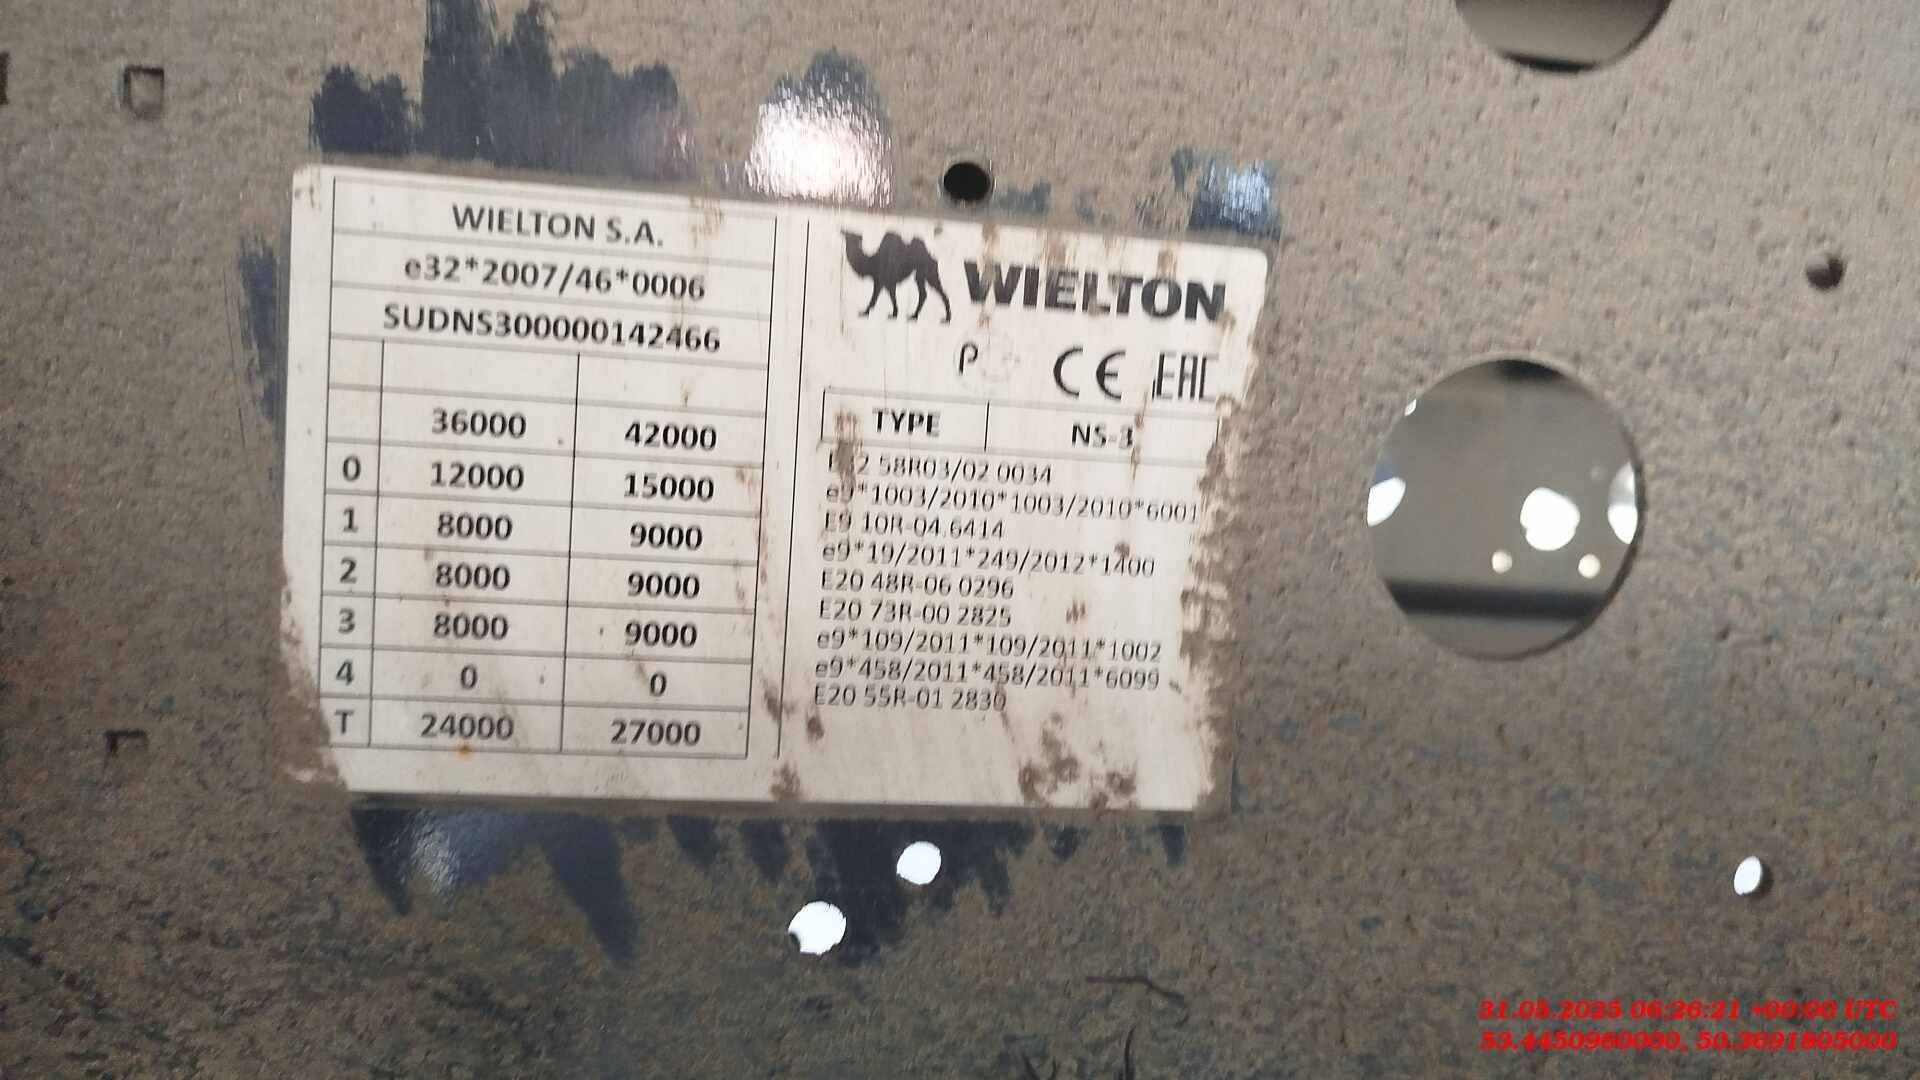 WIELTON S.A.
e32*2007/46*0006
SUDNS300000142466
36000 42000
0 12000 15000
1 8000 9000
2 8000 9000
3 8000 9000
4 0 0
T 24000 27000
WIELTON
P CE EAC
TYPE NS-3
E32 58R03/02 0034
e9*1003/2010*1003/2010*6001
E9 10R-04.6414
e9*19/2011*249/2012*1400
E20 48R-06 0296
E20 73R-00 2825
e9*109/2011*109/2011*1002
e9*458/2011*458/2011*6099
E20 55R-01 2830
31.05.2025 06:26:21 +00:00 UTC
53.4450960000, 50.3691805000